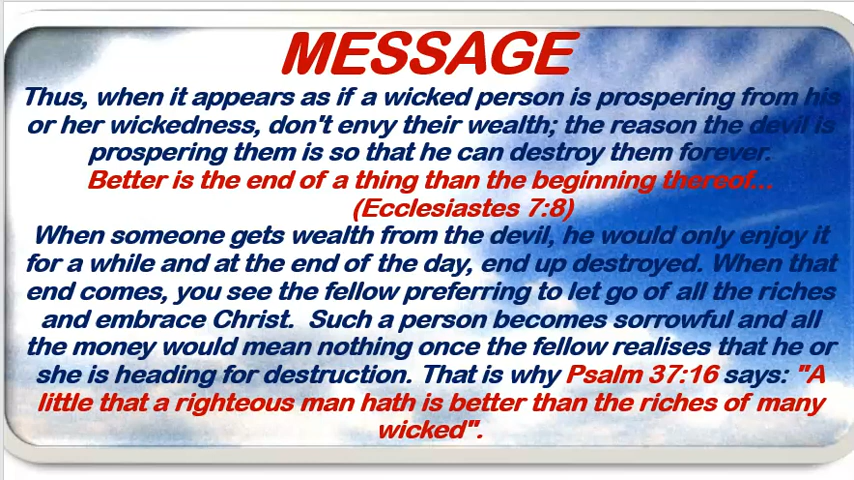 MESSAGE
Thus, when it appears as if a wicked person is prospering from his
or her wickedness, don't envy their wealth; the reason the devil is
prospering them is so that he can destroy them forever.
Better is the end of a thing than the beginning thereof...
(Ecclesiastes 7:8)
When someone gets wealth from the devil, he would only enjoy it
for a while and at the end of the day, end up destroyed. When that
end comes, you see the fellow preferring to let go of all the riches
and embrace Christ. Such a person becomes sorrowful and all
the money would mean nothing once the fellow realises that he or
she is heading for destruction. That is why Psalm 37:16 says: "A
little that a righteous man hath is better than the riches of many
wicked".